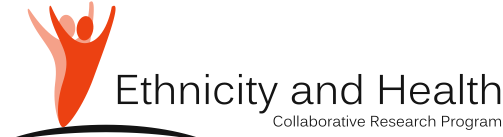 Ethnicity and Health
Collaborative Research Program